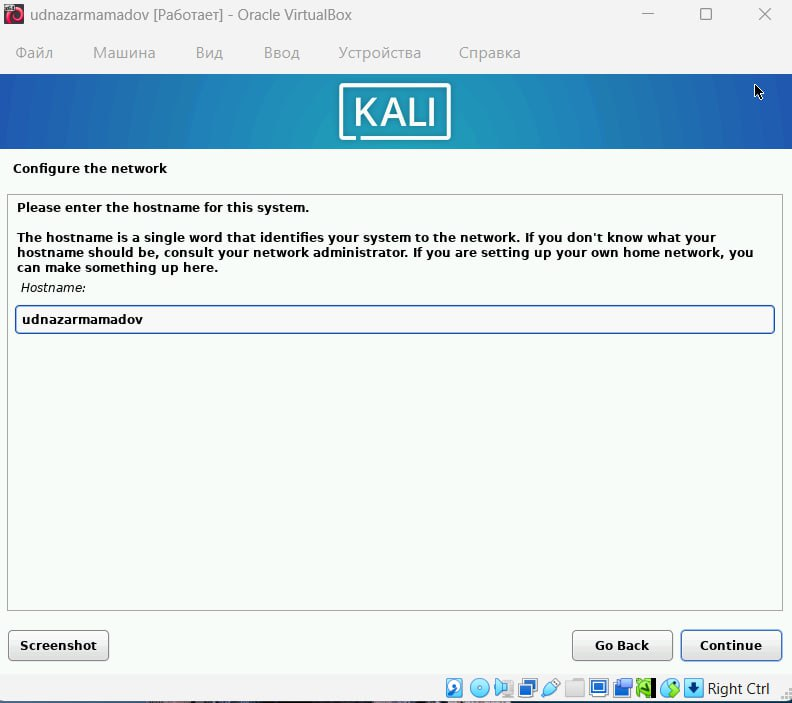 udnazarmamadov [Работает] - Oracle VirtualBox
Файл Машина Вид Ввод Устройства Справка
KALI
Configure the network
Please enter the hostname for this system.
The hostname is a single word that identifies your system to the network. If you don't know what your
hostname should be, consult your network administrator. If you are setting up your own home network, you
can make something up here.
Hostname:
udnazarmamadov
Screenshot Go Back Continue
Right Ctrl